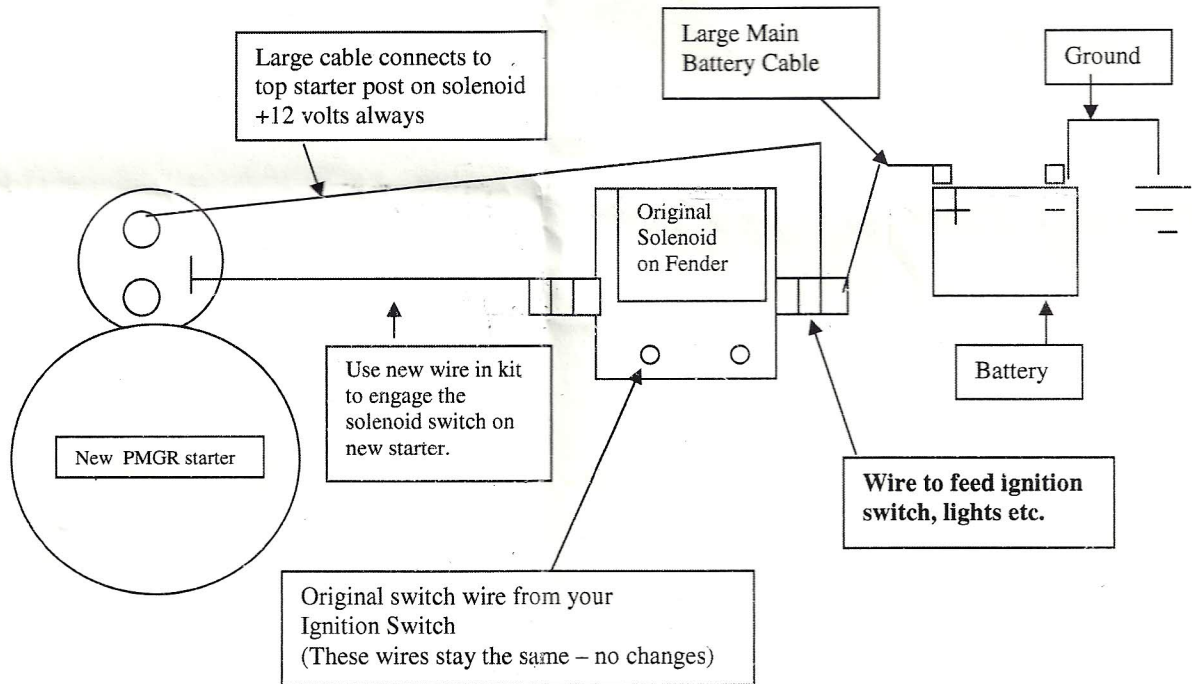 Large cable connects to
top starter post on solenoid
+12 volts always
Large Main
Battery Cable
Ground
Original
Solenoid
on Fender
+
−
Use new wire in kit
to engage the
solenoid switch on
new starter.
Battery
New PMGR starter
Wire to feed ignition
switch, lights etc.
Original switch wire from your
Ignition Switch
(These wires stay the same – no changes)